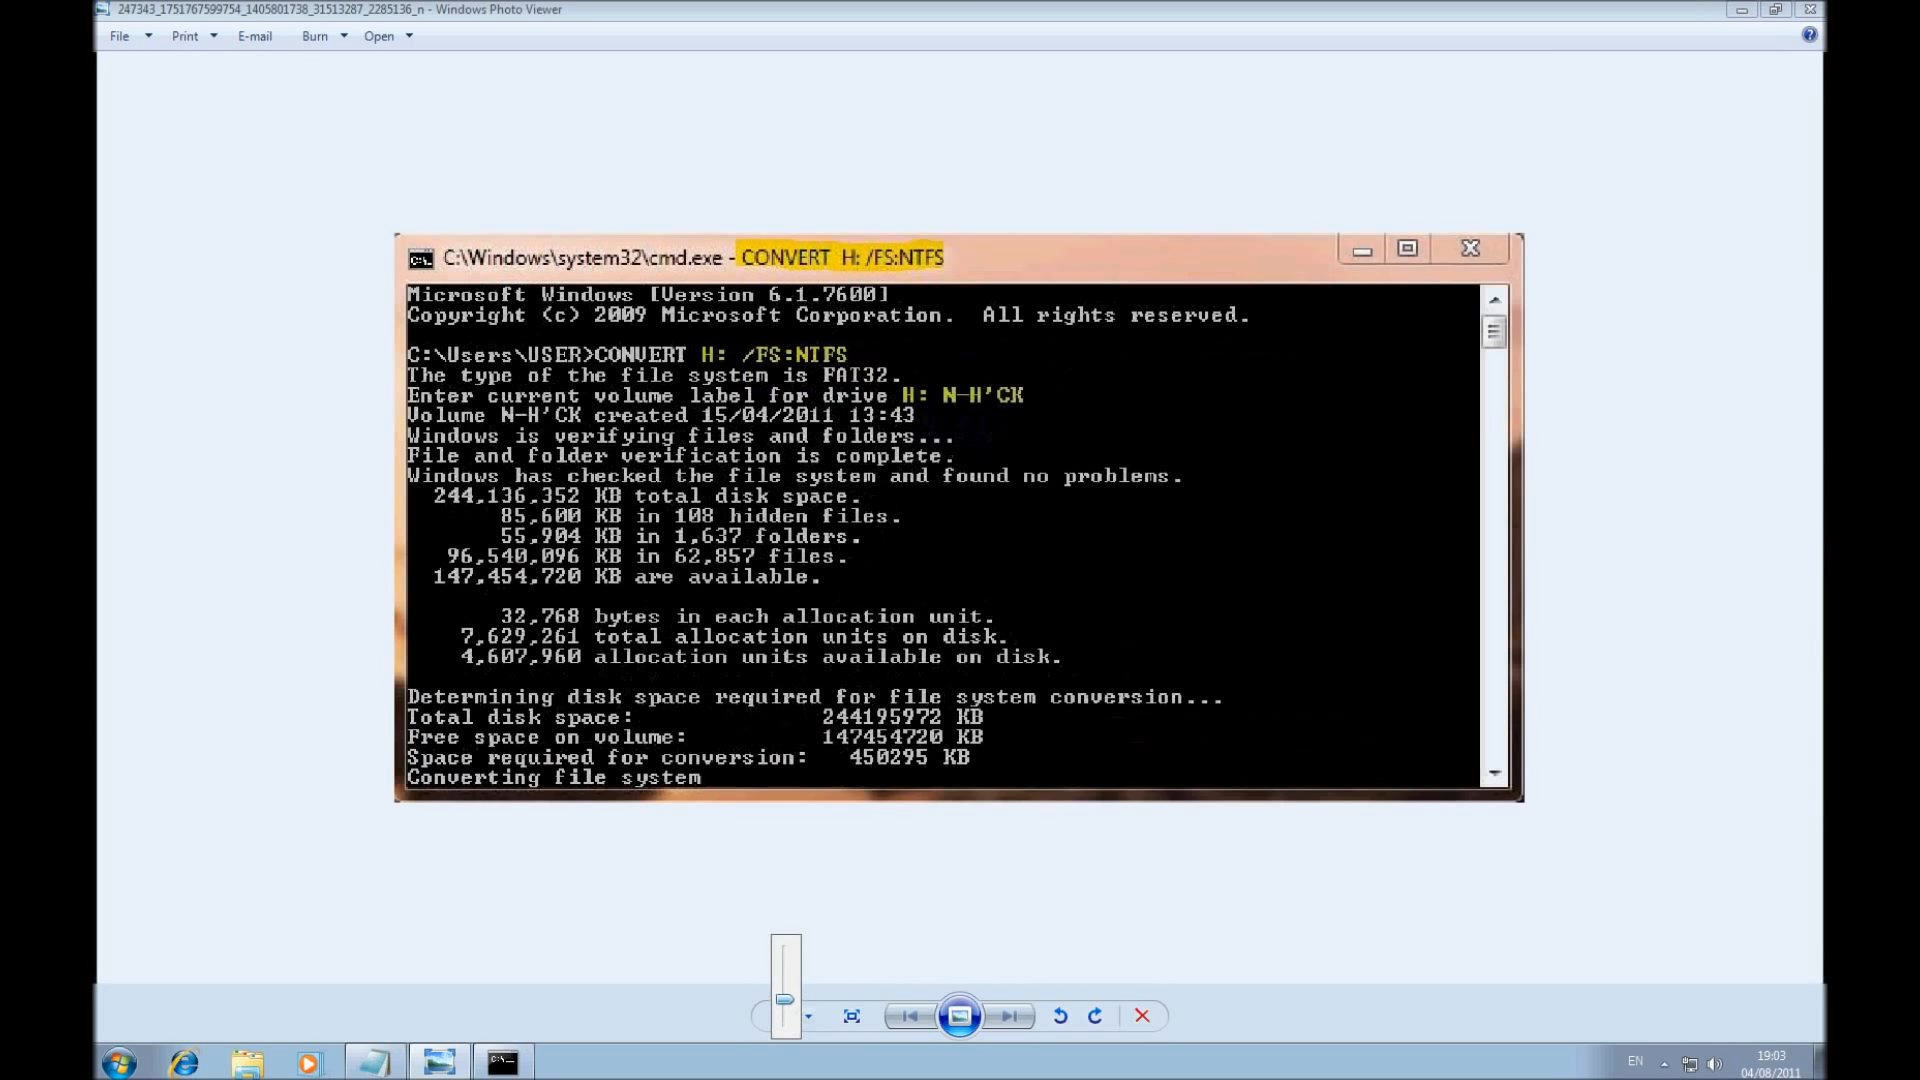 247343_1751767599754_1405801738_31513287_2285136_n - Windows Photo Viewer
File Print E-mail Burn Open
C:\Windows\system32\cmd.exe - CONVERT H: /FS:NTFS
Microsoft Windows [Version 6.1.7600]
Copyright (c) 2009 Microsoft Corporation. All rights reserved.
C:\Users\USER>CONVERT H: /FS:NTFS
The type of the file system is FAT32.
Enter current volume label for drive H: N-H'CK
Volume N-H'CK created 15/04/2011 13:43
Windows is verifying files and folders...
File and folder verification is complete.
Windows has checked the file system and found no problems.
244,136,352 KB total disk space.
85,600 KB in 108 hidden files.
55,904 KB in 1,637 folders.
96,540,096 KB in 62,857 files.
147,454,720 KB are available.
32,768 bytes in each allocation unit.
7,629,261 total allocation units on disk.
4,607,960 allocation units available on disk.
Determining disk space required for file system conversion...
Total disk space: 244195972 KB
Free space on volume: 147454720 KB
Space required for conversion: 450295 KB
Converting file system
EN
19:03
04/08/2011